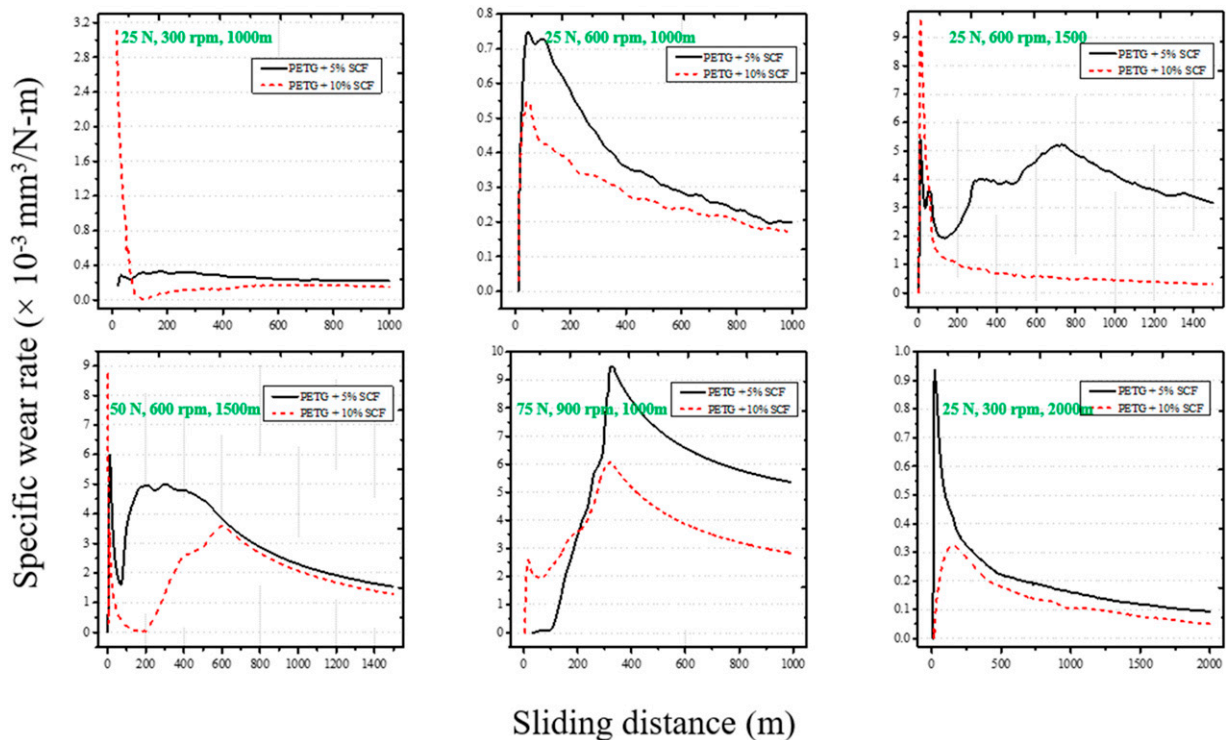 Specific wear rate (× 10⁻³ mm³/N-m)
25 N, 300 rpm, 1000m
PETG + 5% SCF
PETG + 10% SCF
3.2
2.8
2.4
2.0
1.6
1.2
0.8
0.4
0.0
0 200 400 600 800 1000
25 N, 600 rpm, 1000m
PETG + 5% SCF
PETG + 10% SCF
0.8
0.7
0.6
0.5
0.4
0.3
0.2
0.1
0.0
0 200 400 600 800 1000
25 N, 600 rpm, 1500
PETG + 5% SCF
PETG + 10% SCF
9
8
7
6
5
4
3
2
1
0
0 200 400 600 800 1000 1200 1400
50 N, 600 rpm, 1500m
PETG + 5% SCF
PETG + 10% SCF
9
8
7
6
5
4
3
2
1
0
0 200 400 600 800 1000 1200 1400
75 N, 900 rpm, 1000m
PETG + 5% SCF
PETG + 10% SCF
10
9
8
7
6
5
4
3
2
1
0
0 200 400 600 800 1000
25 N, 300 rpm, 2000m
PETG + 5% SCF
PETG + 10% SCF
1.0
0.9
0.8
0.7
0.6
0.5
0.4
0.3
0.2
0.1
0.0
0 500 1000 1500 2000
Sliding distance (m)